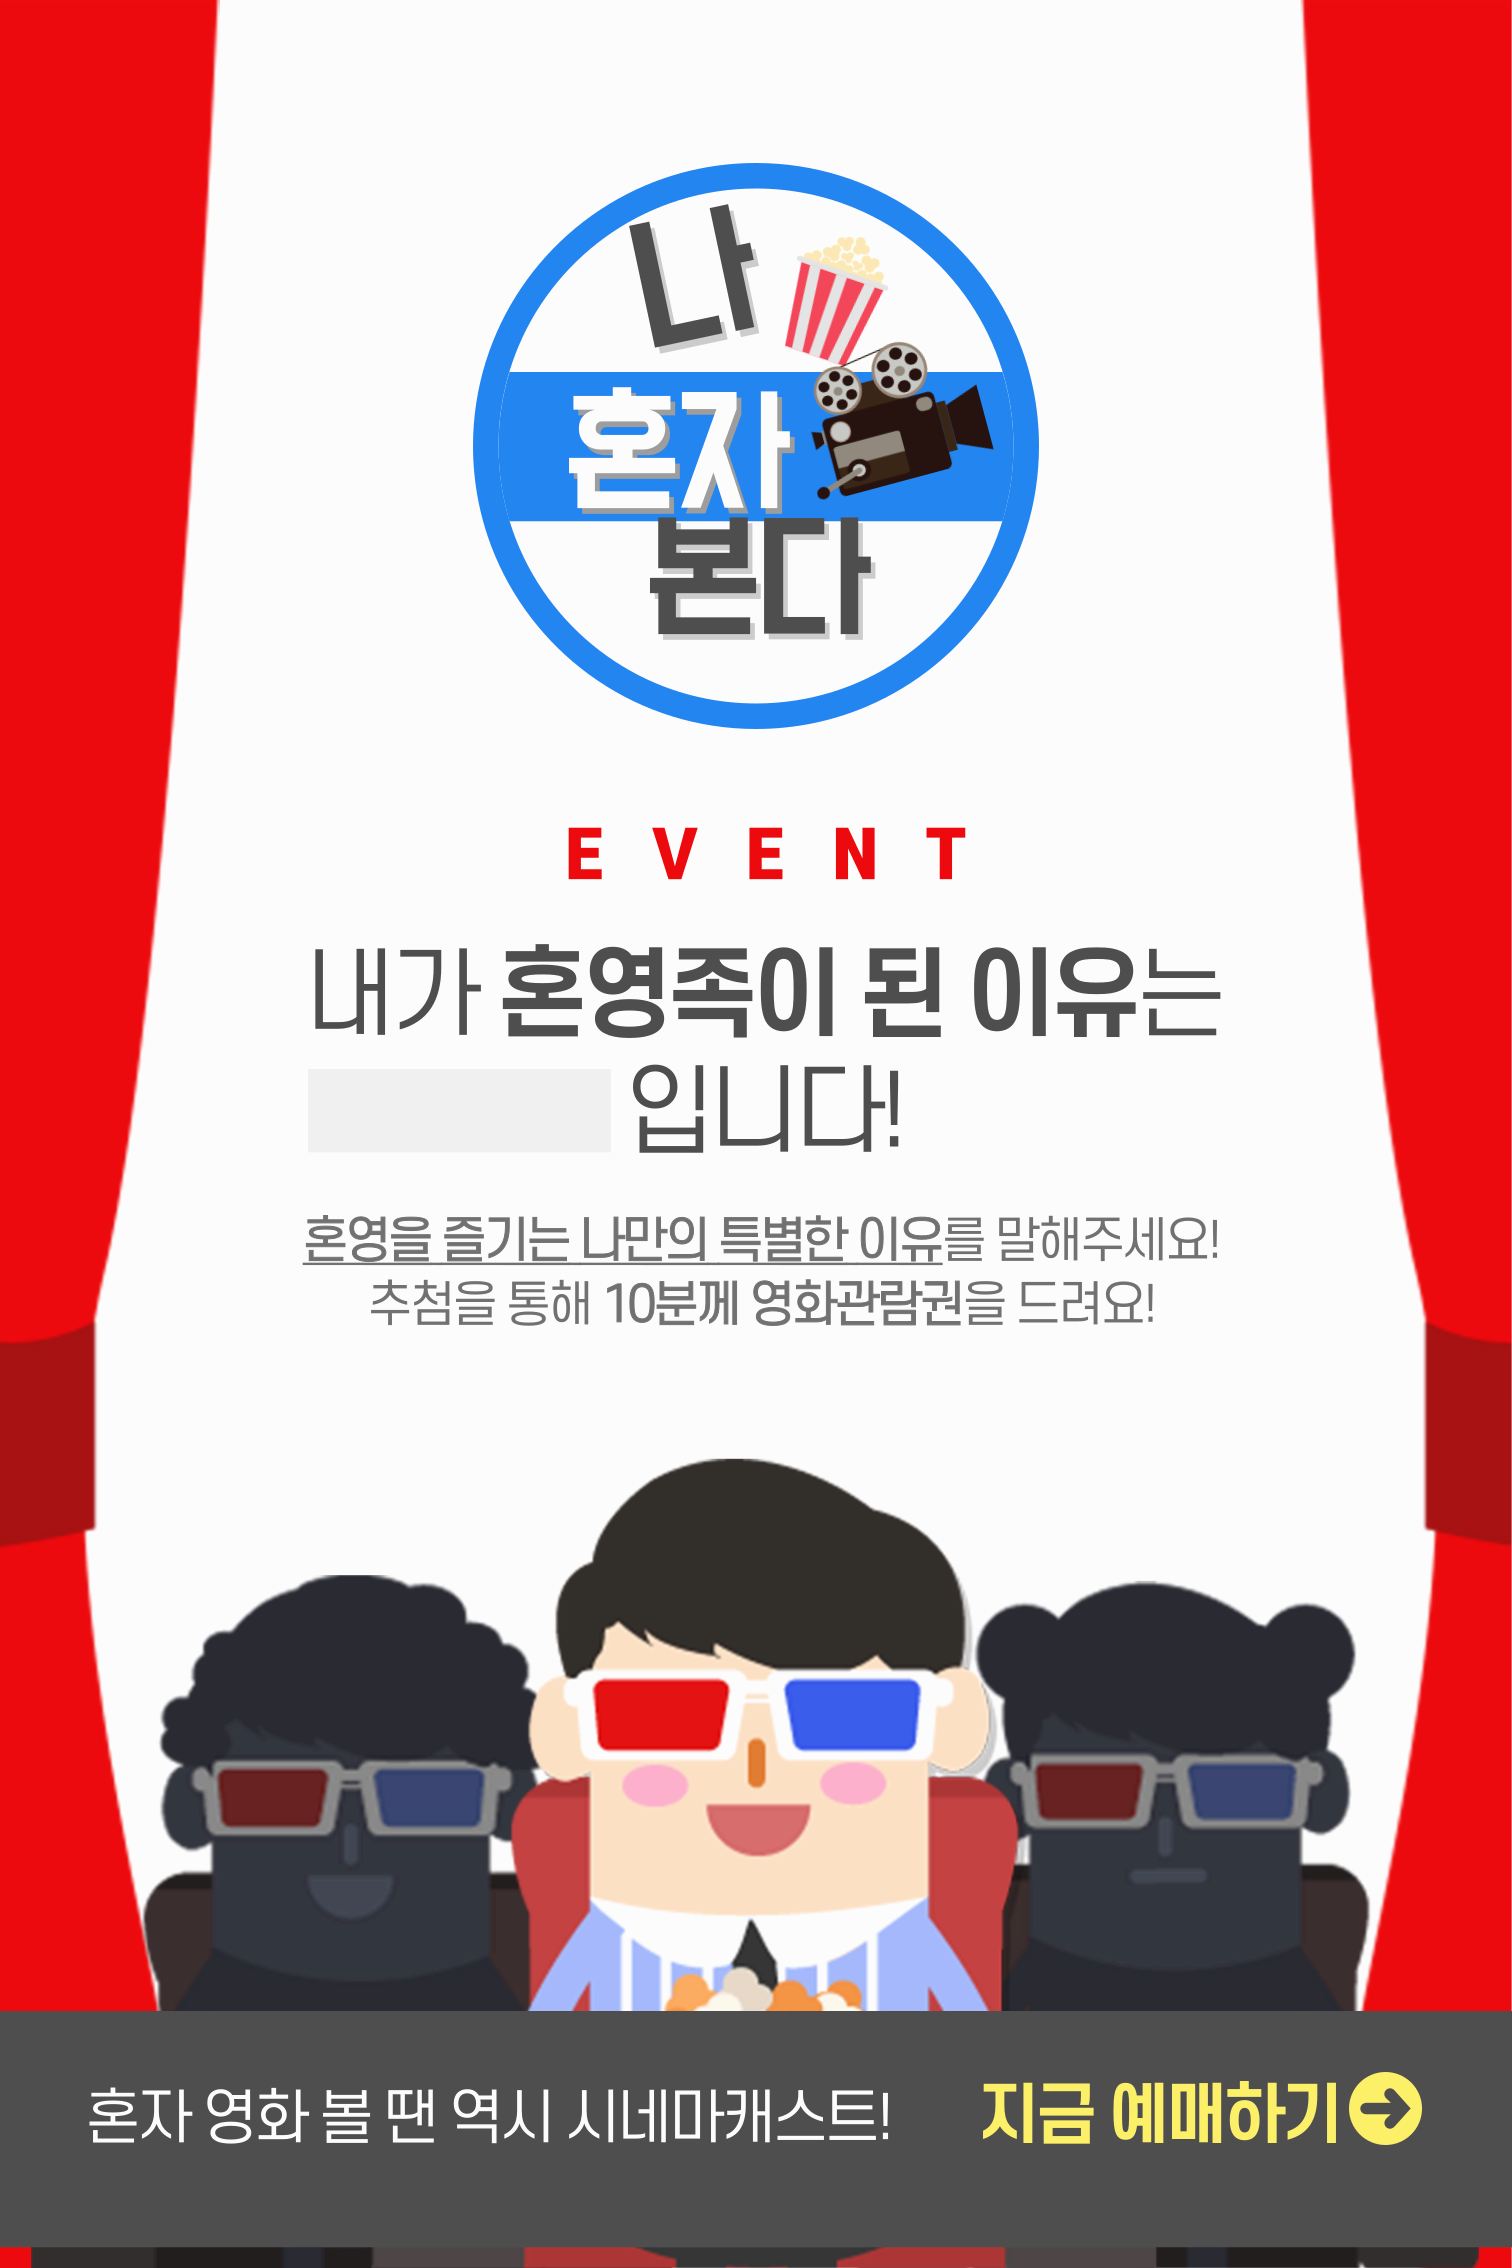 나
혼자
본다
EVENT
내가 혼영족이 된 이유는
입니다!
혼영을 즐기는 나만의 특별한 이유를 말해주세요!
추첨을 통해 10분께 영화관람권을 드려요!
혼자 영화 볼 땐 역시 시네마캐스트!
지금 예매하기